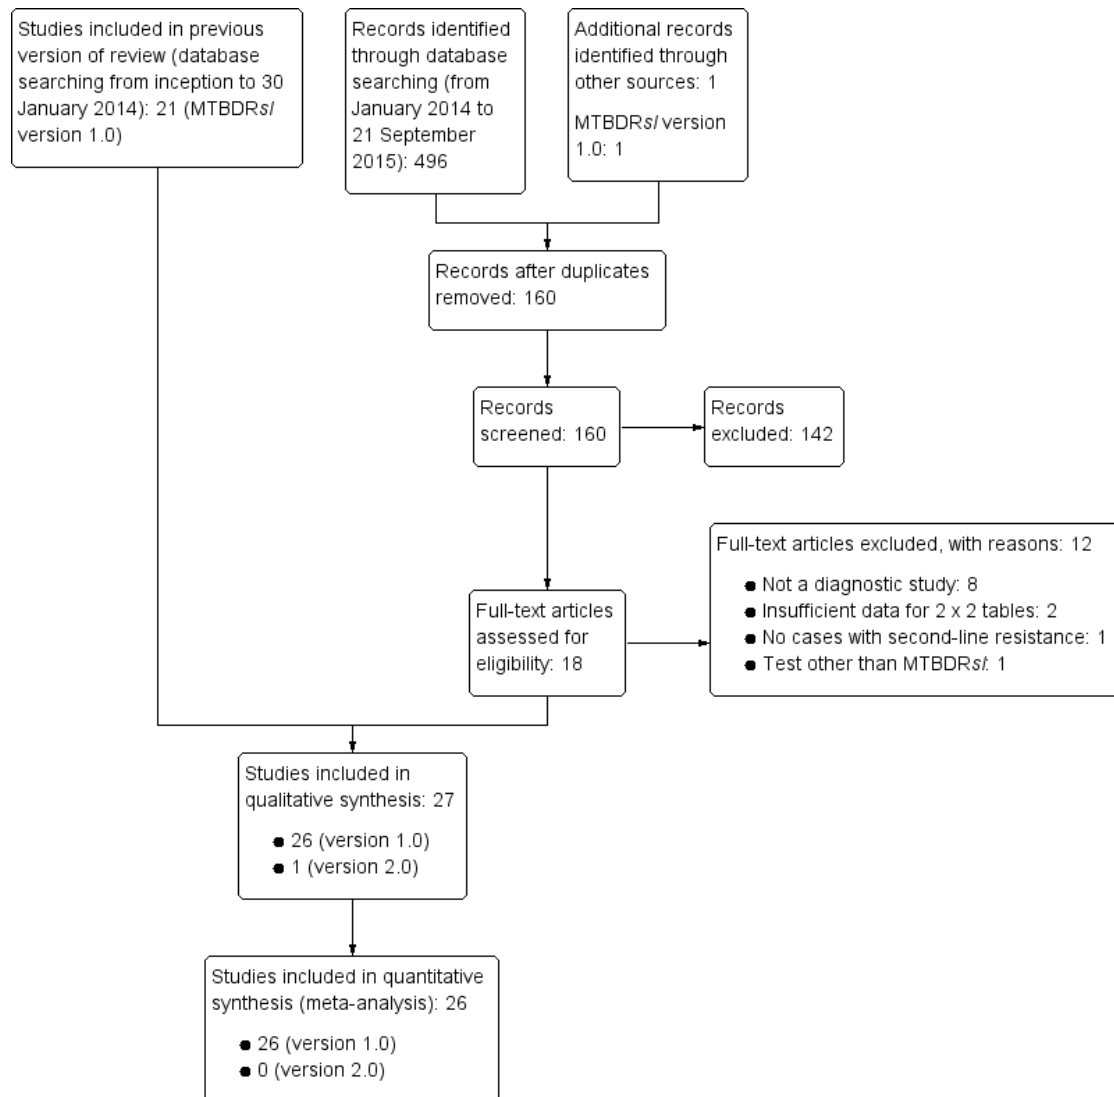 Studies included in previous
version of review (database
searching from inception to 30
January 2014): 21 (MTBDRsl
version 1.0)
Records identified
through database
searching (from
January 2014 to
21 September
2015): 496
Additional records
identified through
other sources: 1
MTBDRsl version
1.0: 1
Records after duplicates
removed: 160
Records
screened: 160
Records
excluded: 142
Full-text articles
assessed for
eligibility: 18
Full-text articles excluded, with reasons: 12
● Not a diagnostic study: 8
● Insufficient data for 2 x 2 tables: 2
● No cases with second-line resistance: 1
● Test other than MTBDRsl: 1
Studies included in
qualitative synthesis: 27
● 26 (version 1.0)
● 1 (version 2.0)
Studies included in quantitative
synthesis (meta-analysis): 26
● 26 (version 1.0)
● 0 (version 2.0)